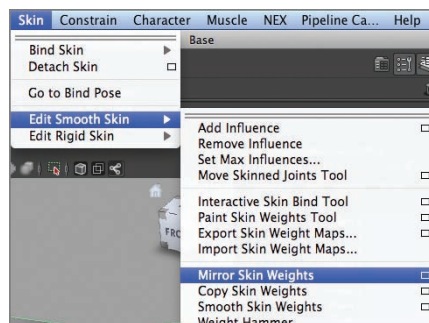 Skin Constrain Character Muscle NEX Pipeline Ca... Help
Base
Bind Skin
Detach Skin
Go to Bind Pose
Edit Smooth Skin
Edit Rigid Skin
Add Influence
Remove Influence
Set Max Influences...
Move Skinned Joints Tool
Interactive Skin Bind Tool
Paint Skin Weights Tool
Export Skin Weight Maps...
Import Skin Weight Maps...
Mirror Skin Weights
Copy Skin Weights
Smooth Skin Weights
Weight Hammer